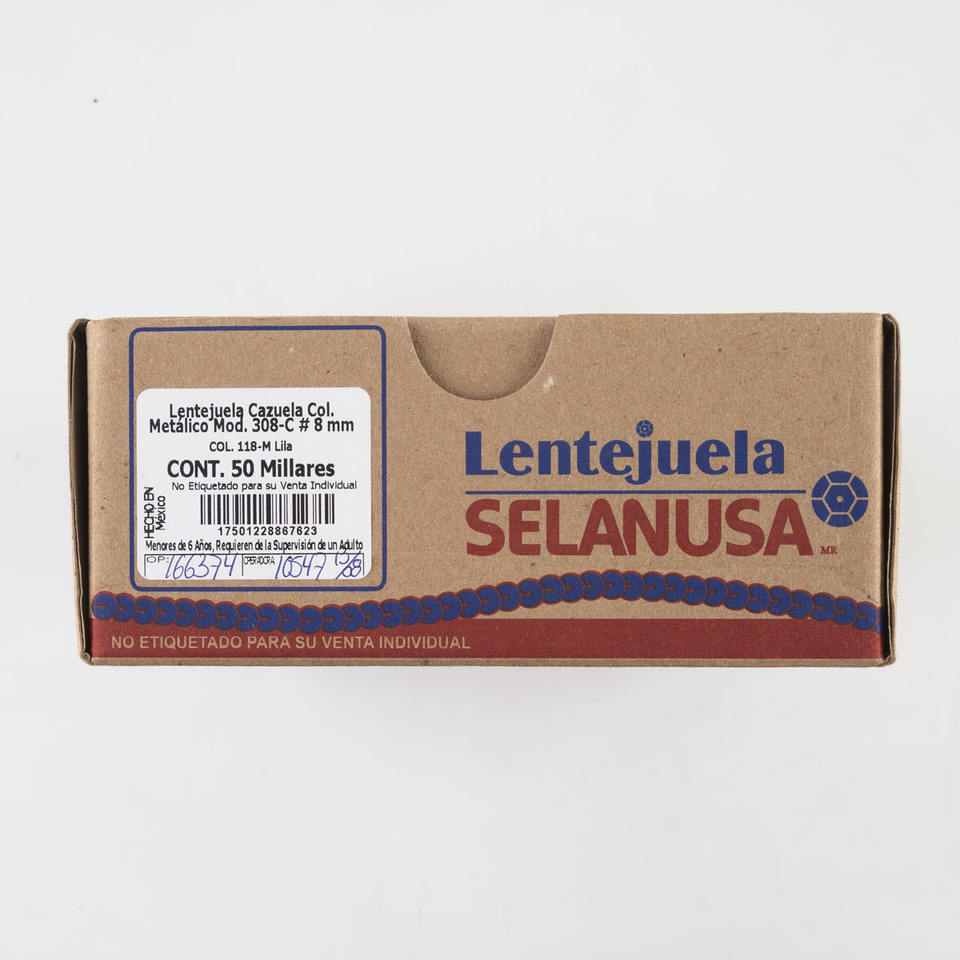 Lentejuela Cazuela Col.
Metálico Mod. 308-C # 8 mm
COL. 118-M Lila
CONT. 50 Millares
No Etiquetado para su Venta Individual
HECHO EN
Mexico
17501228867623
Menores de 6 Años, Requieren de la Supervisión de un Adulto
OP: 166374 OPERADORA: 10547
Lentejuela
SELANUSA
MR
NO ETIQUETADO PARA SU VENTA INDIVIDUAL